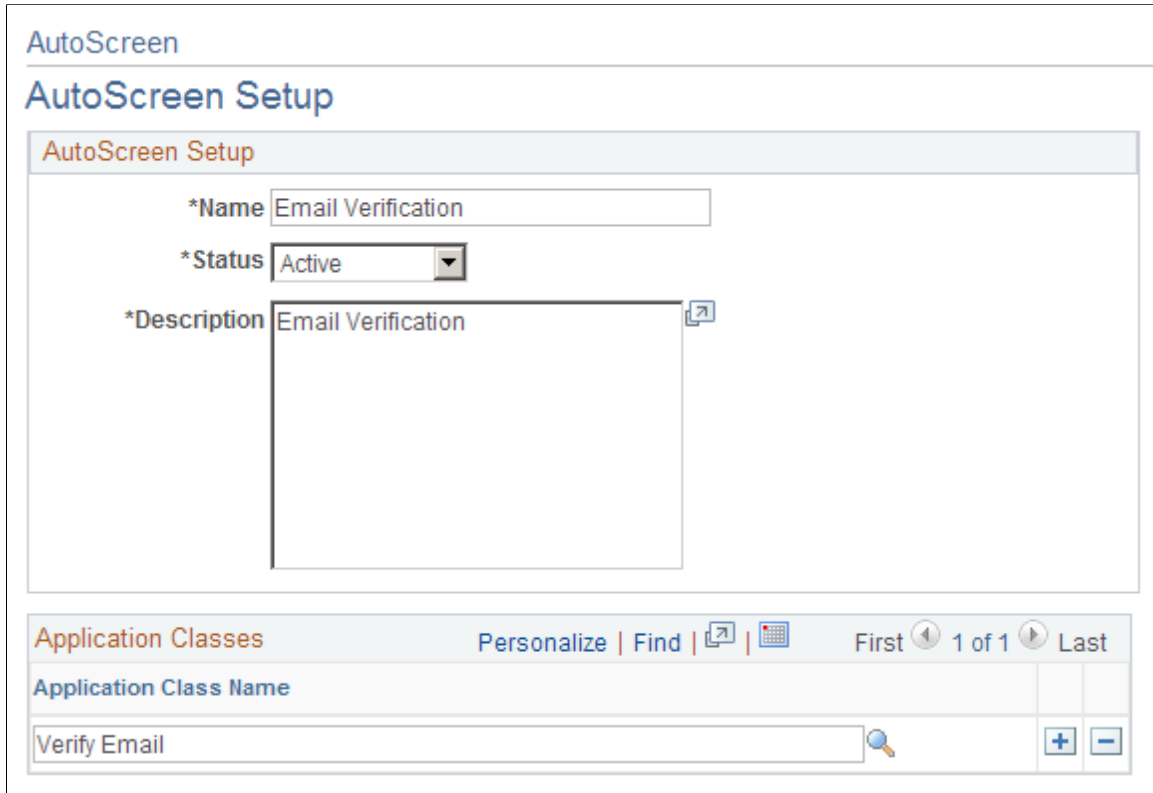 AutoScreen
AutoScreen Setup
AutoScreen Setup
*Name Email Verification
*Status Active
*Description Email Verification
Application Classes Personalize | Find | | First 1 of 1 Last
Application Class Name
Verify Email